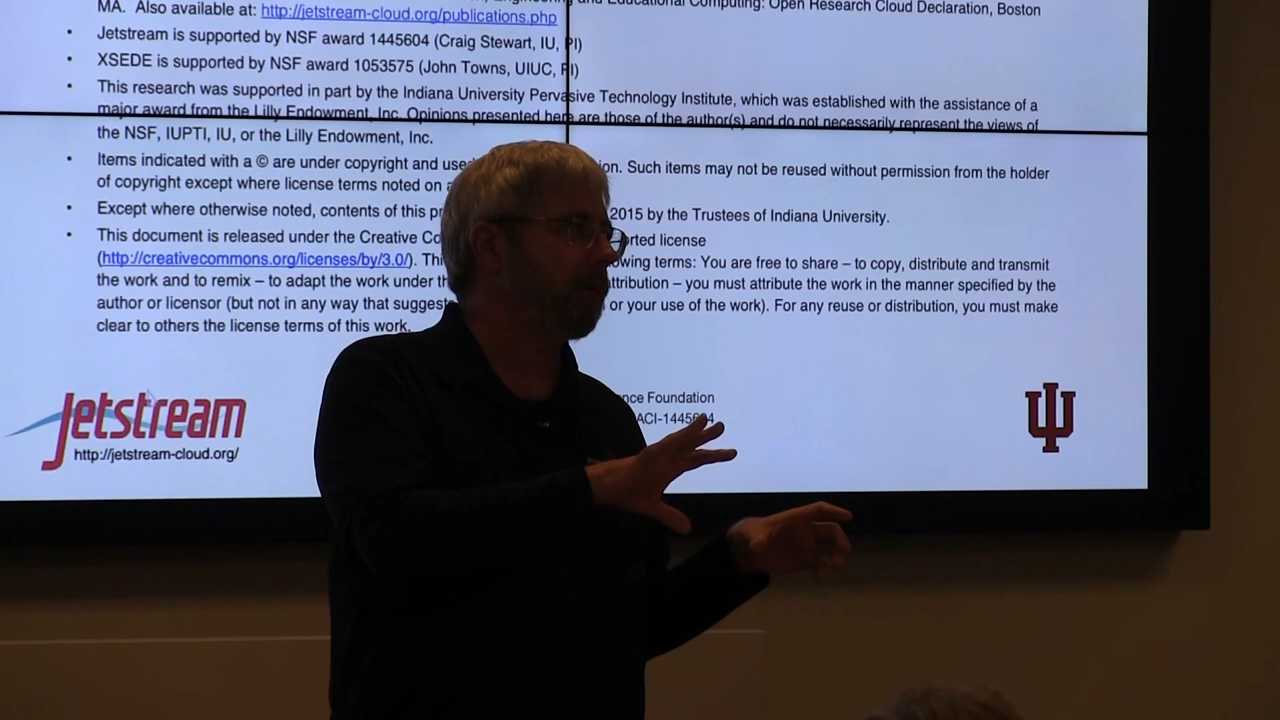 and Educational Computing: Open Research Cloud Declaration, Boston
MA. Also available at: http://jetstream-cloud.org/publications.php
• Jetstream is supported by NSF award 1445604 (Craig Stewart, IU, PI)
• XSEDE is supported by NSF award 1053575 (John Towns, UIUC, PI)
• This research was supported in part by the Indiana University Pervasive Technology Institute, which was established with the assistance of a
major award from the Lilly Endowment, Inc. Opinions presented here are those of the author(s) and do not necessarily represent the views of
the NSF, IUPTI, IU, or the Lilly Endowment, Inc.
• Items indicated with a © are under copyright and used on. Such items may not be reused without permission from the holder
of copyright except where license terms noted on
• Except where otherwise noted, contents of this 2015 by the Trustees of Indiana University.
• This document is released under the Creative license
(http://creativecommons.org/licenses/by/3.0/). terms: You are free to share – to copy, distribute and transmit
the work and to remix – to adapt the work under attribution – you must attribute the work in the manner specified by the
author or licensor (but not in any way that or your use of the work). For any reuse or distribution, you must make
clear to others the license terms of this work.
Jetstream
http://jetstream-cloud.org/
Foundation
ACI-1445604
IU